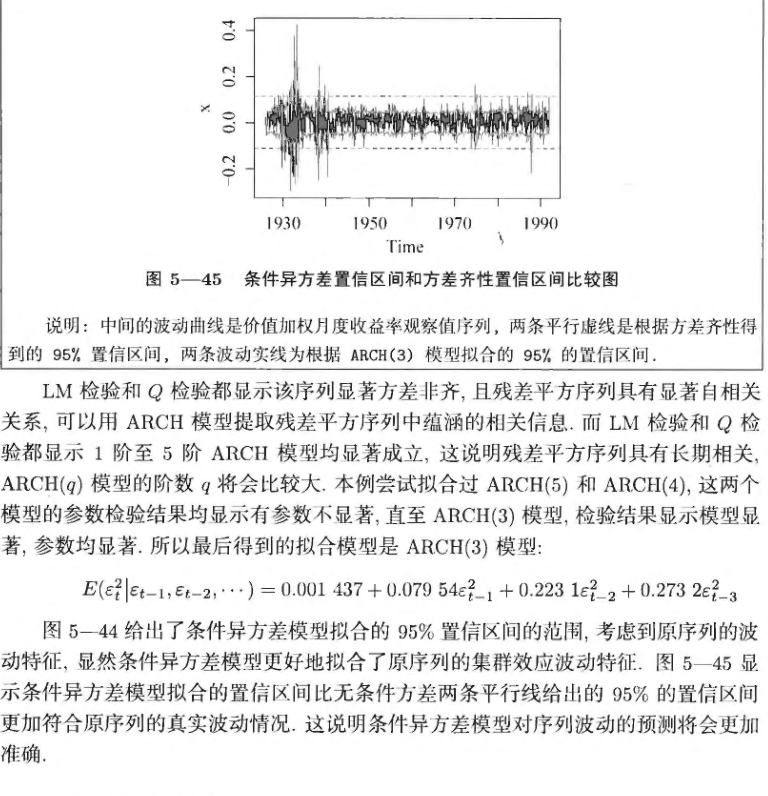 0.4
0.2
0.0
-0.2
x
1930 1950 1970 1990
Time
图 5—45 条件异方差置信区间和方差齐性置信区间比较图
说明: 中间的波动曲线是价值加权月度收益率观察值序列, 两条平行虚线是根据方差齐性得
到的 95% 置信区间, 两条波动实线为根据 ARCH(3) 模型拟合的 95% 的置信区间.
LM 检验和 Q 检验都显示该序列显著方差非齐, 且残差平方序列具有显著自相关
关系, 可以用 ARCH 模型提取残差平方序列中蕴涵的相关信息. 而 LM 检验和 Q 检
验都显示 1 阶至 5 阶 ARCH 模型均显著成立, 这说明残差平方序列具有长期相关,
ARCH(q) 模型的阶数 q 将会比较大. 本例尝试拟合过 ARCH(5) 和 ARCH(4), 这两个
模型的参数检验结果均显示有参数不显著, 直至 ARCH(3) 模型, 检验结果显示模型显
著, 参数均显著. 所以最后得到的拟合模型是 ARCH(3) 模型:
E(ε²ₜ|εₜ₋₁, εₜ₋₂, ⋯) = 0.001 437 + 0.079 54ε²ₜ₋₁ + 0.223 1ε²ₜ₋₂ + 0.273 2ε²ₜ₋₃
图 5—44 给出了条件异方差模型拟合的 95% 置信区间的范围, 考虑到原序列的波
动特征, 显然条件异方差模型更好地拟合了原序列的集群效应波动特征. 图 5—45 显
示条件异方差模型拟合的置信区间比无条件方差两条平行线给出的 95% 的置信区间
更加符合原序列的真实波动情况. 这说明条件异方差模型对序列波动的预测将会更加
准确.